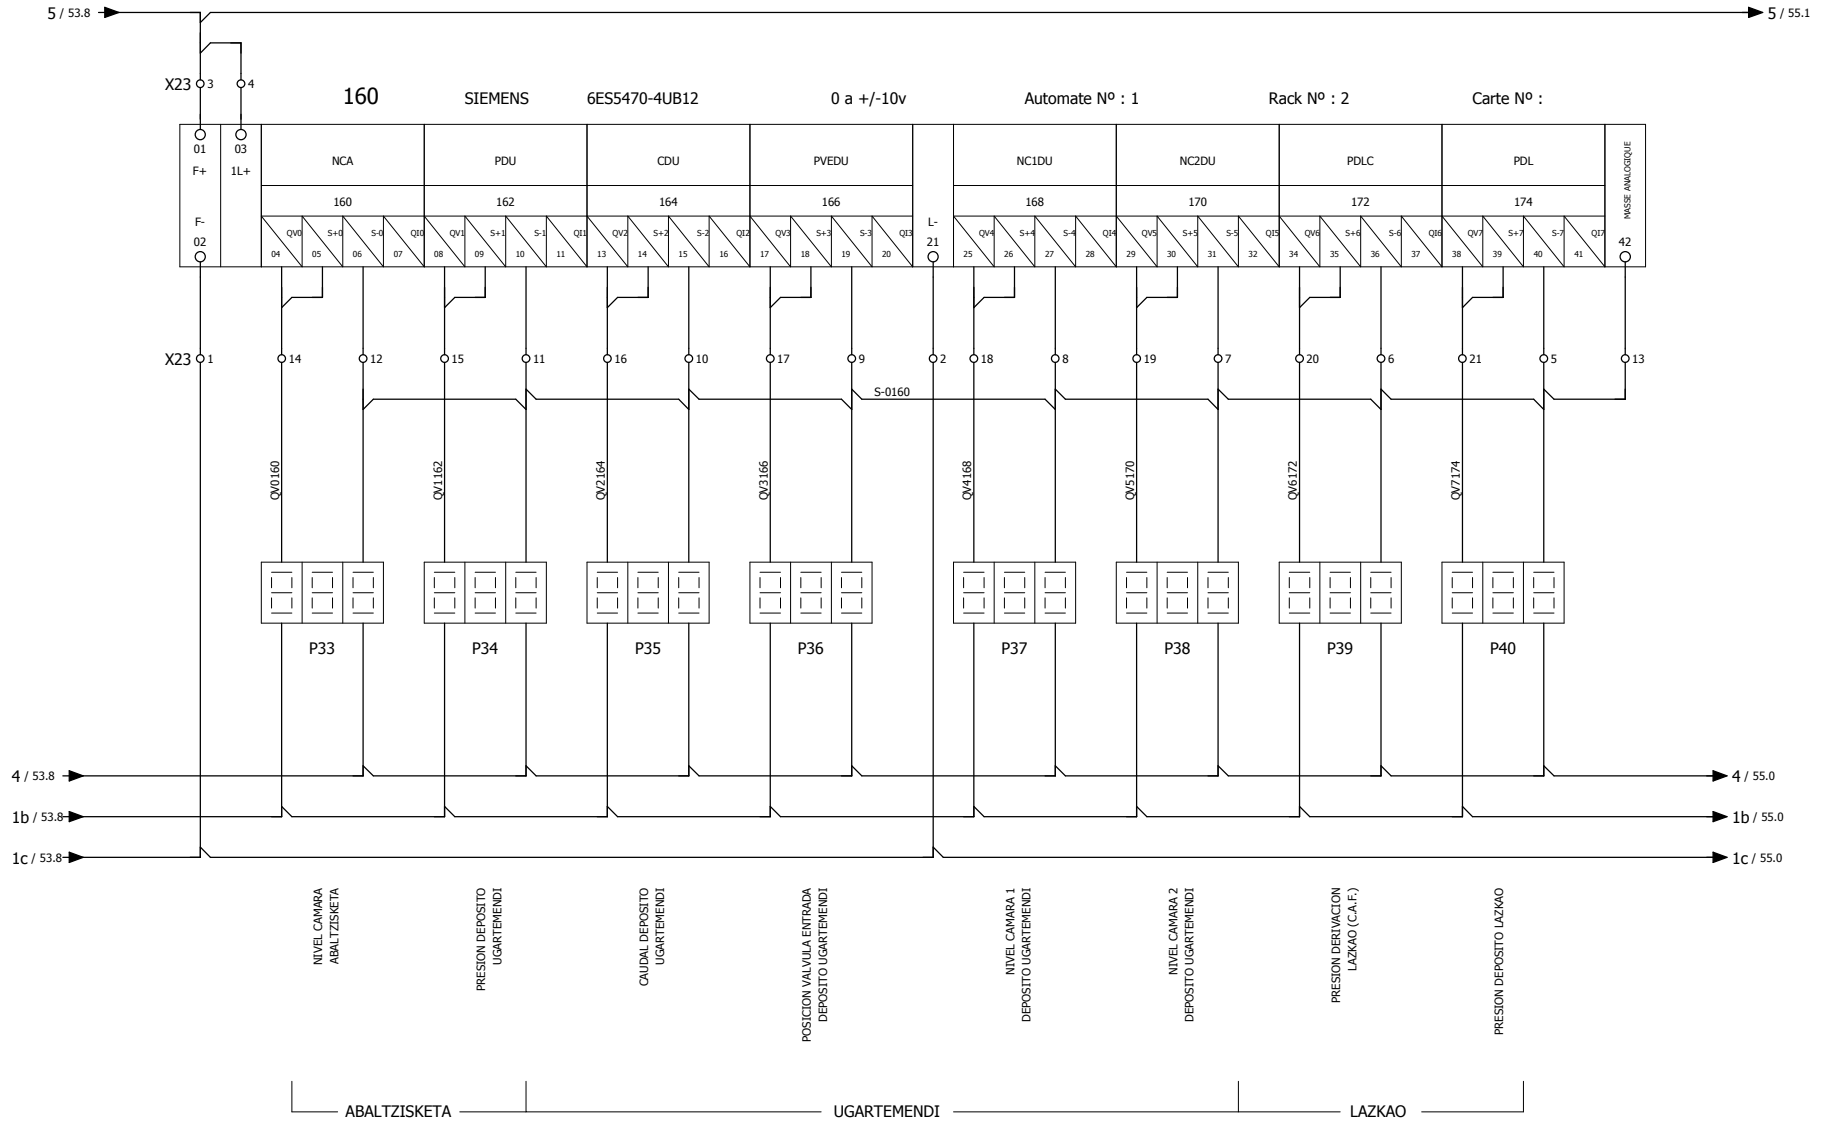 5 / 53.8
5 / 55.1
X23 3 4
160 SIEMENS 6ES5470-4UB12 0 a +/-10v Automate Nº : 1 Rack Nº : 2 Carte Nº :
01 03
F+ 1L+
NCA PDU CDU PVEDU NC1DU NC2DU PDLC PDL
MASSE ANALOGIQUE
160 162 164 166 168 170 172 174
F- L-
02 21 42
QV0 S+0 S-0 QI0 QV1 S+1 S-1 QI1 QV2 S+2 S-2 QI2 QV3 S+3 S-3 QI3 QV4 S+4 S-4 QI4 QV5 S+5 S-5 QI5 QV6 S+6 S-6 QI6 QV7 S+7 S-7 QI7
04 05 06 07 08 09 10 11 13 14 15 16 17 18 19 20 25 26 27 28 29 30 31 32 34 35 36 37 38 39 40 41
X23 1 14 12 15 11 16 10 17 9 2 18 8 19 7 20 6 21 5 13
S-0160
QV0160 QV1162 QV2164 QV3166 QV4168 QV5170 QV6172 QV7174
P33 P34 P35 P36 P37 P38 P39 P40
4 / 53.8
4 / 55.0
1b / 53.8
1b / 55.0
1c / 53.8
1c / 55.0
NIVEL CAMARA
ABALTZISKETA
PRESION DEPOSITO
UGARTEMENDI
CAUDAL DEPOSITO
UGARTEMENDI
POSICION VALVULA ENTRADA
DEPOSITO UGARTEMENDI
NIVEL CAMARA 1
DEPOSITO UGARTEMENDI
NIVEL CAMARA 2
DEPOSITO UGARTEMENDI
PRESION DERIVACION
LAZKAO (C.A.F.)
PRESION DEPOSITO LAZKAO
ABALTZISKETA UGARTEMENDI LAZKAO